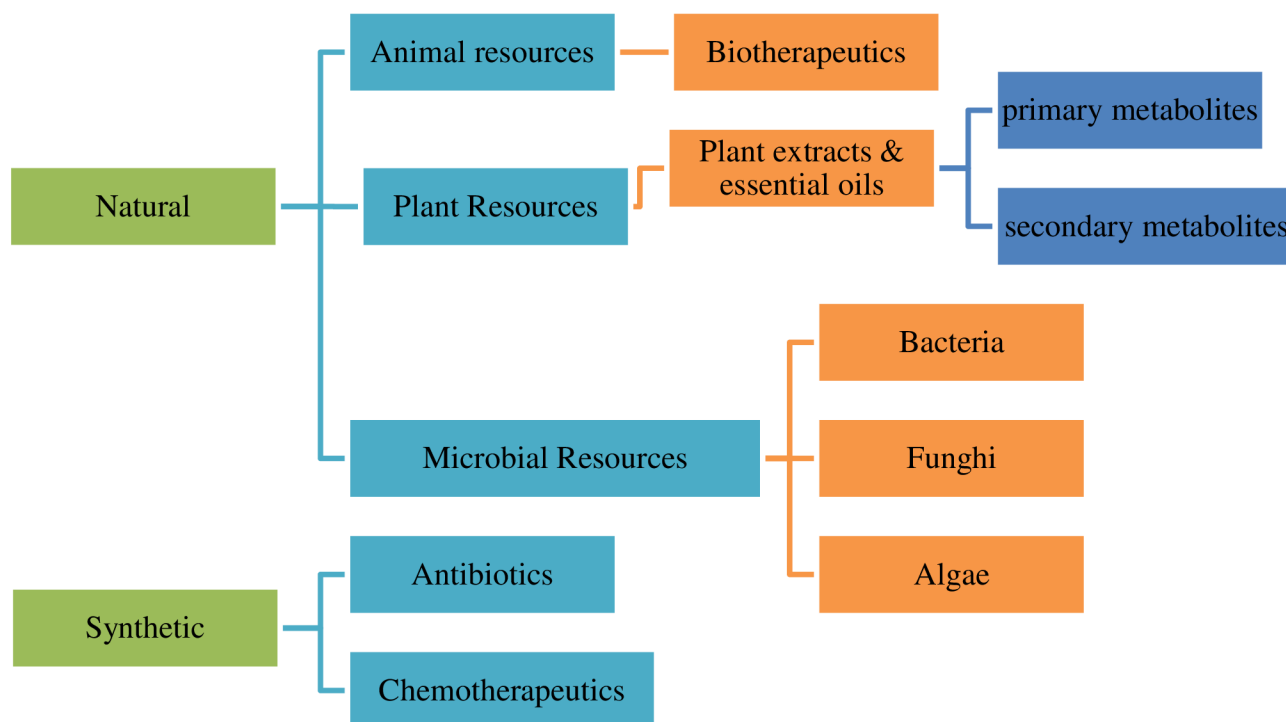 Animal resources
Biotherapeutics
primary metabolites
Plant extracts &
essential oils
Natural
Plant Resources
secondary metabolites
Bacteria
Microbial Resources
Funghi
Antibiotics
Algae
Synthetic
Chemotherapeutics